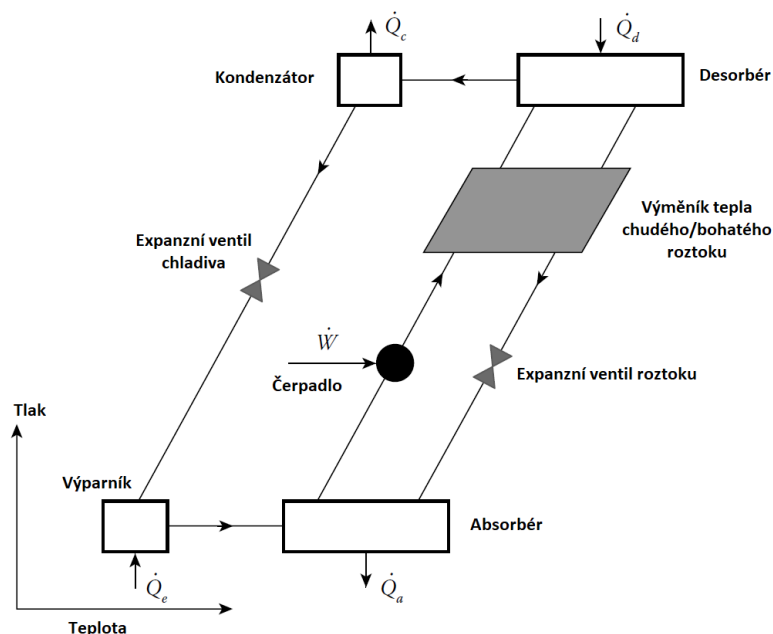 Q̇c
Q̇d
Kondenzátor
Desorbér
Výměník tepla
chudého/bohatého
roztoku
Expanzní ventil
chladiva
Ẇ
Čerpadlo
Expanzní ventil roztoku
Tlak
Výparník
Absorbér
Q̇e
Q̇a
Teplota